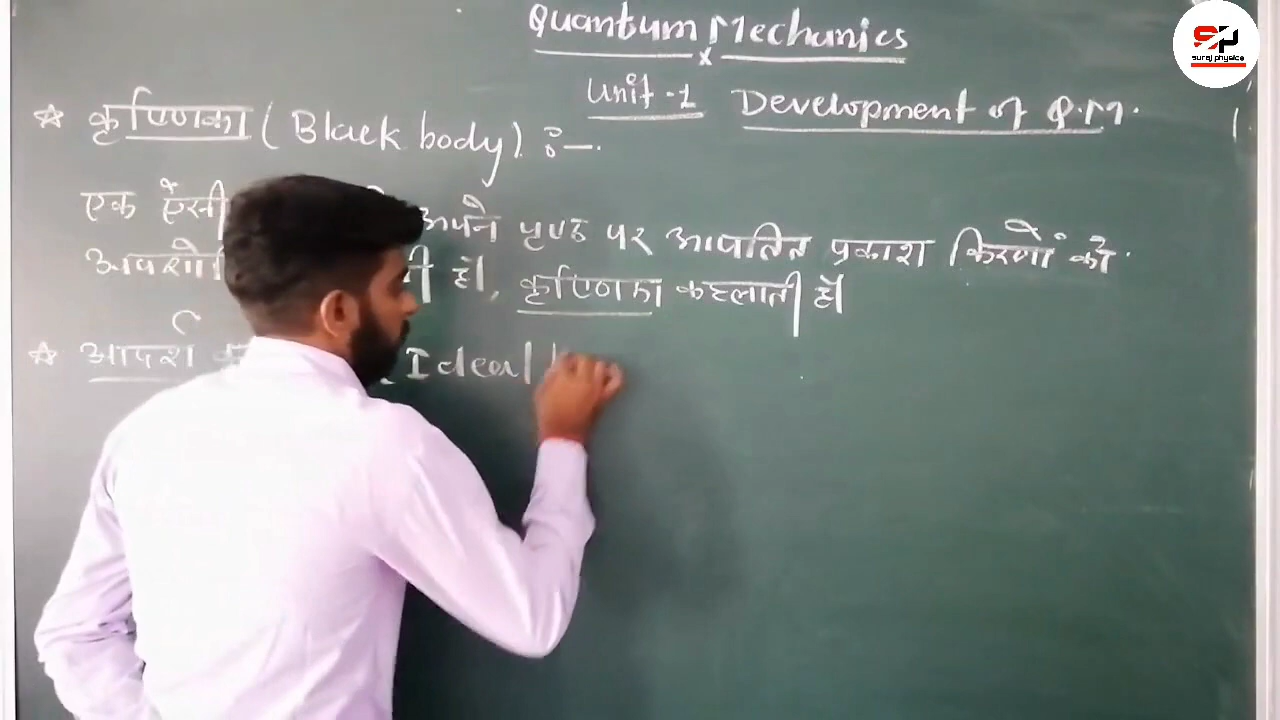 Quantum Mechanics
x
Unit - 1 Development of Q.M.
SP
suraj physics
☆ कृष्णिका ( Black body ) :-
एक ऐसी अपने पृष्ठ पर आपतित प्रकाश किरणों को
है, कृष्णिका कहलाती है।
☆ आदर्श ( Ideal